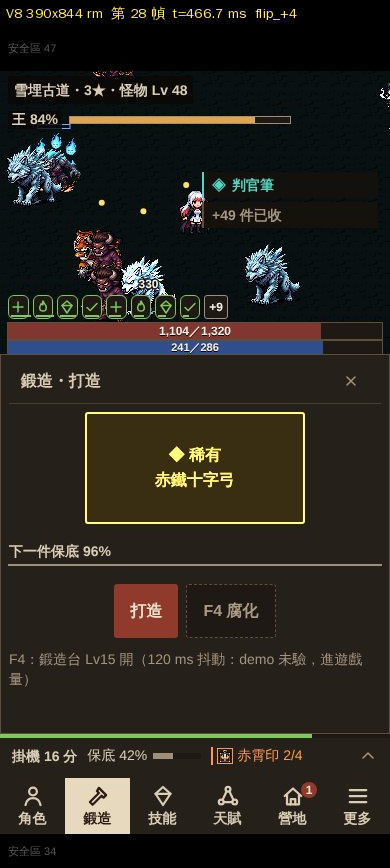 V8 390x844 rm 第 28 幀 t=466.7 ms flip_+4
安全區 47
雪埋古道・3★・怪物 Lv 48
王 84%
◈ 判官筆
+49 件已收
330
+9
1,104／1,320
241／286
鍛造・打造
×
◆ 稀有
赤鐵十字弓
下一件保底 96%
打造
F4 腐化
F4：鍛造台 Lv15 開（120 ms 抖動：demo 未驗，進遊戲
量）
掛機 16 分 保底 42% 赤霄印 2/4
1
角色 鍛造 技能 天賦 營地 更多
安全區 34